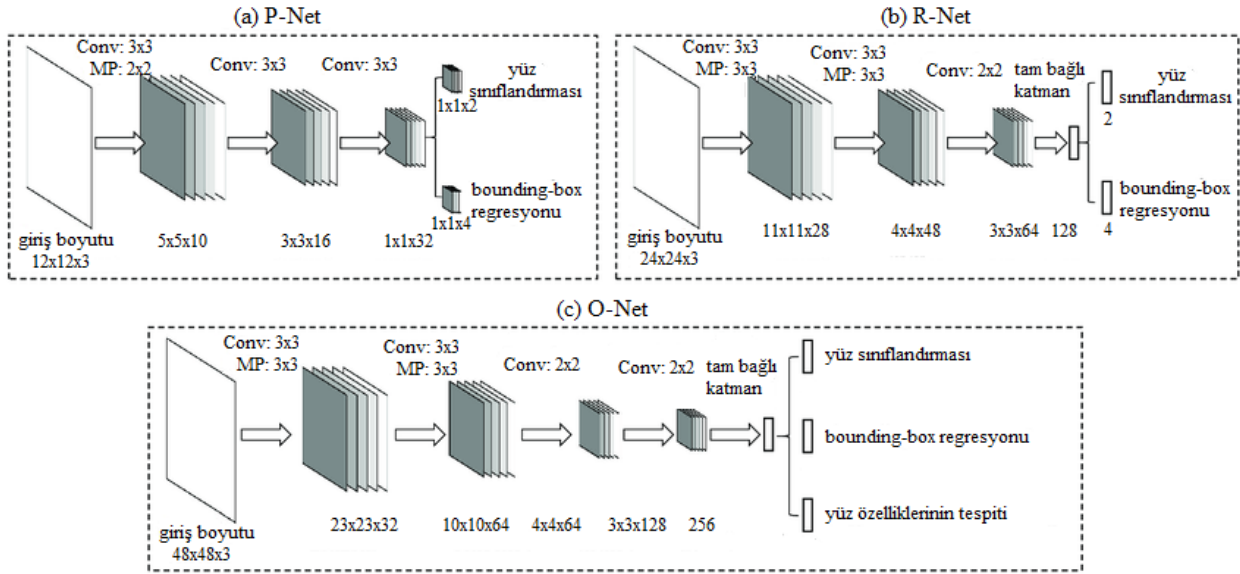 (a) P-Net
Conv: 3x3
MP: 2x2
Conv: 3x3
Conv: 3x3
1x1x2
yüz
sınıflandırması
bounding-box
regresyonu
1x1x4
giriş boyutu
12x12x3
5x5x10
3x3x16
1x1x32
(b) R-Net
Conv: 3x3
MP: 3x3
Conv: 3x3
MP: 3x3
Conv: 2x2
tam bağlı
katman
yüz
sınıflandırması
2
bounding-box
regresyonu
4
giriş boyutu
24x24x3
11x11x28
4x4x48
3x3x64
128
(c) O-Net
Conv: 3x3
MP: 3x3
Conv: 3x3
MP: 3x3
Conv: 2x2
Conv: 2x2
tam bağlı
katman
yüz sınıflandırması
bounding-box regresyonu
yüz özelliklerinin tespiti
giriş boyutu
48x48x3
23x23x32
10x10x64
4x4x64
3x3x128
256